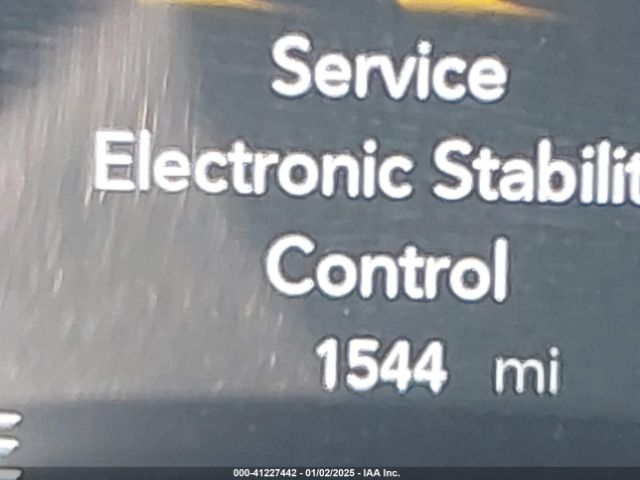 Service
Electronic Stabilit
Control
1544 mi
000-41227442 - 01/02/2025 - IAA Inc.